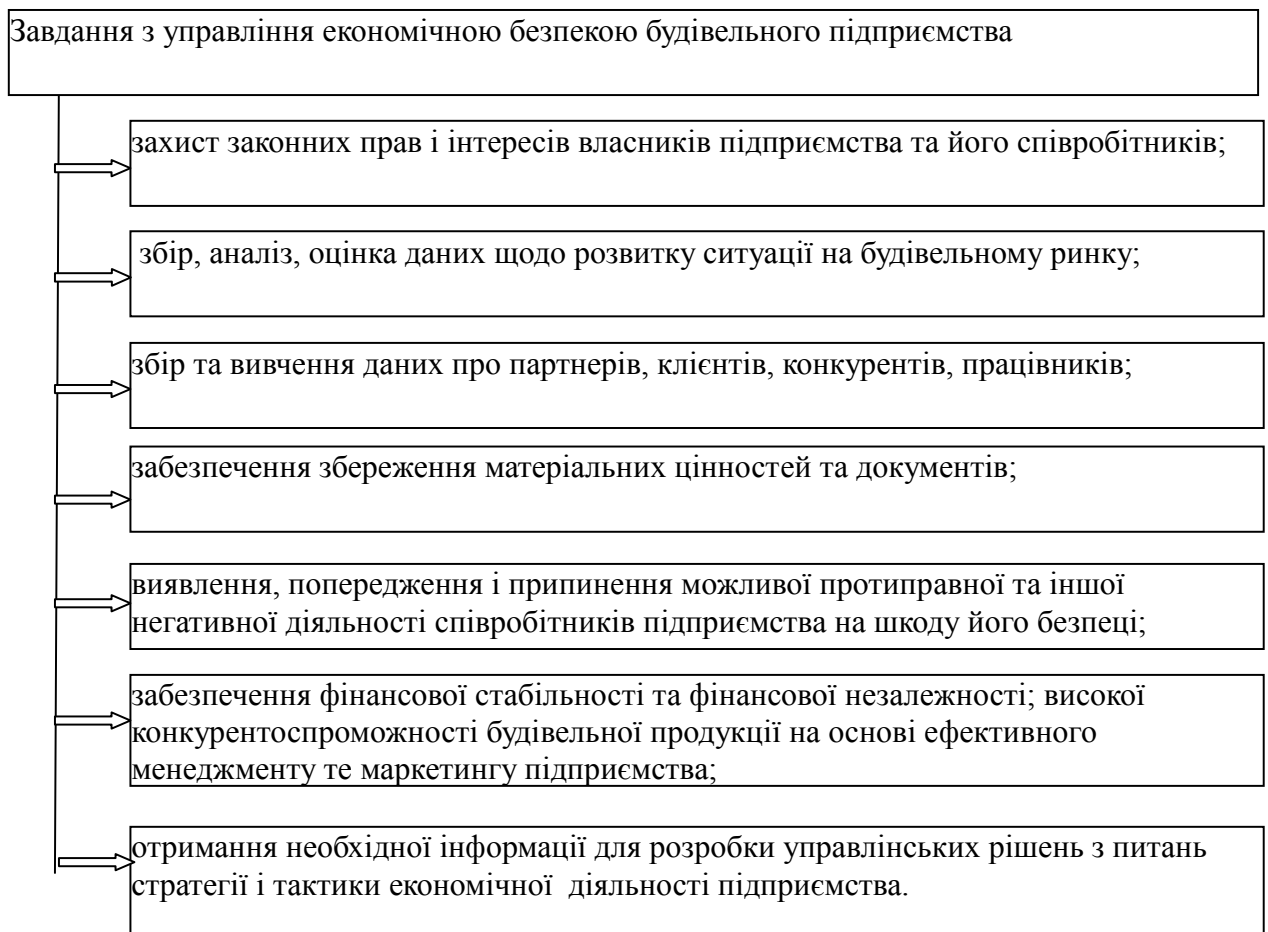 Завдання з управління економічною безпекою будівельного підприємства
захист законних прав і інтересів власників підприємства та його співробітників;
збір, аналіз, оцінка даних щодо розвитку ситуації на будівельному ринку;
збір та вивчення даних про партнерів, клієнтів, конкурентів, працівників;
забезпечення збереження матеріальних цінностей та документів;
виявлення, попередження і припинення можливої протиправної та іншої
негативної діяльності співробітників підприємства на шкоду його безпеці;
забезпечення фінансової стабільності та фінансової незалежності; високої
конкурентоспроможності будівельної продукції на основі ефективного
менеджменту те маркетингу підприємства;
отримання необхідної інформації для розробки управлінських рішень з питань
стратегії і тактики економічної  діяльності підприємства.